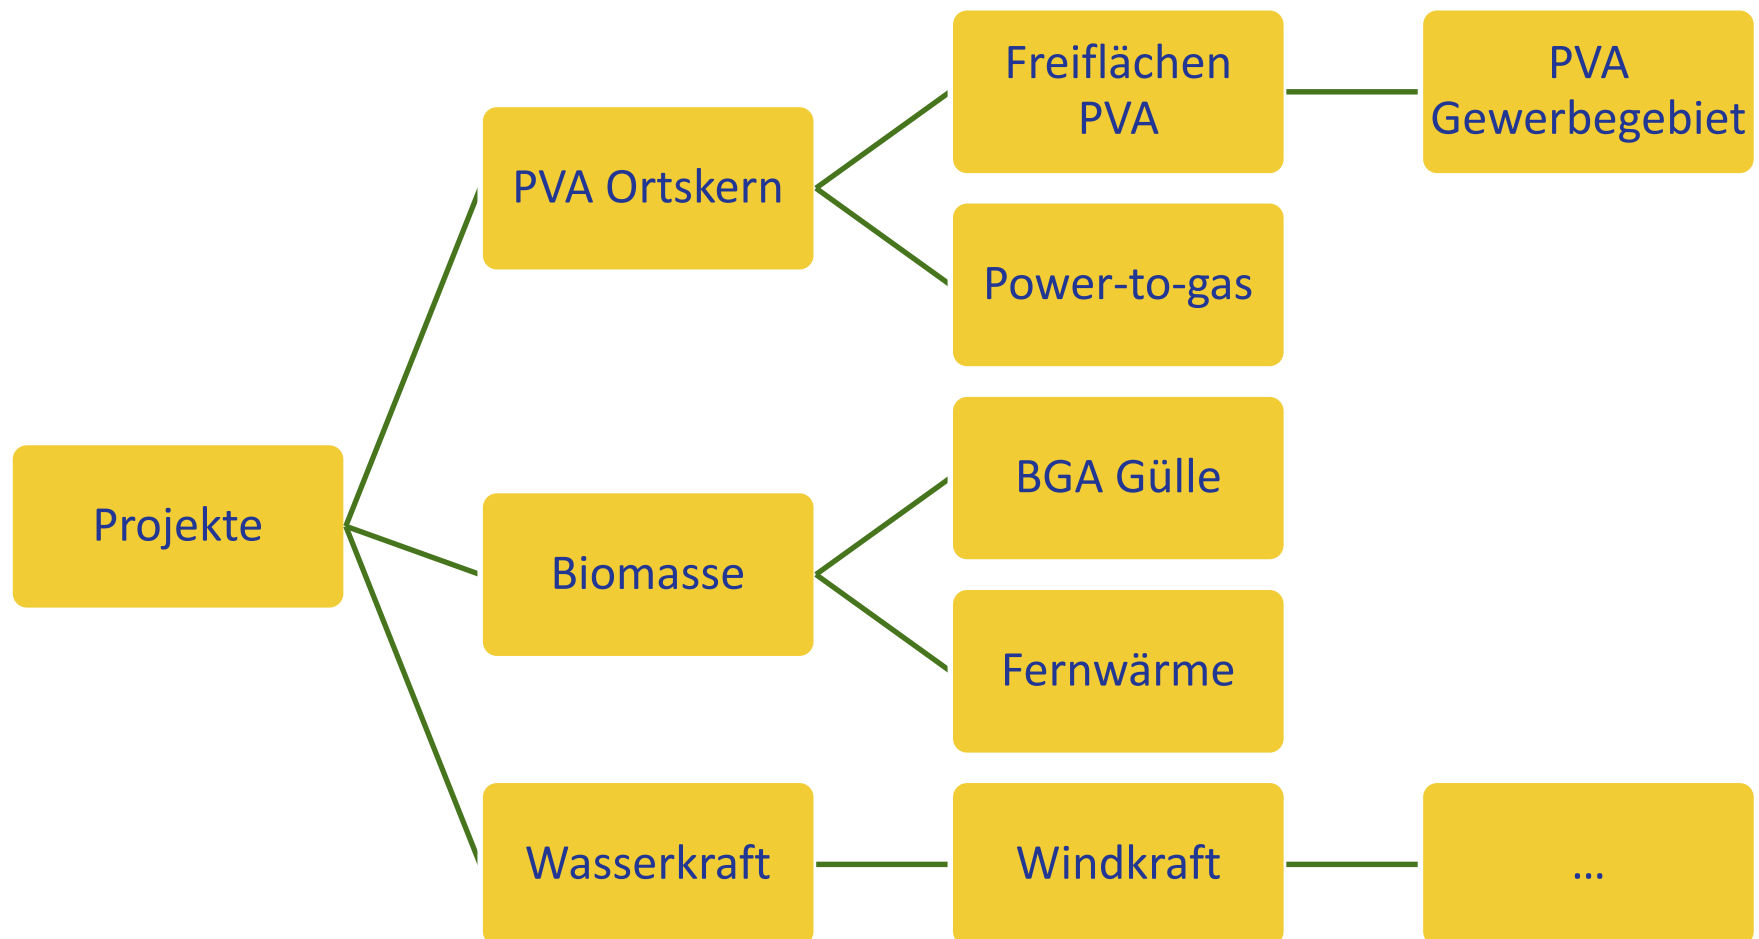 Projekte
PVA Ortskern
Freiflächen
PVA
PVA
Gewerbegebiet
Power-to-gas
Biomasse
BGA Gülle
Fernwärme
Wasserkraft
Windkraft
...